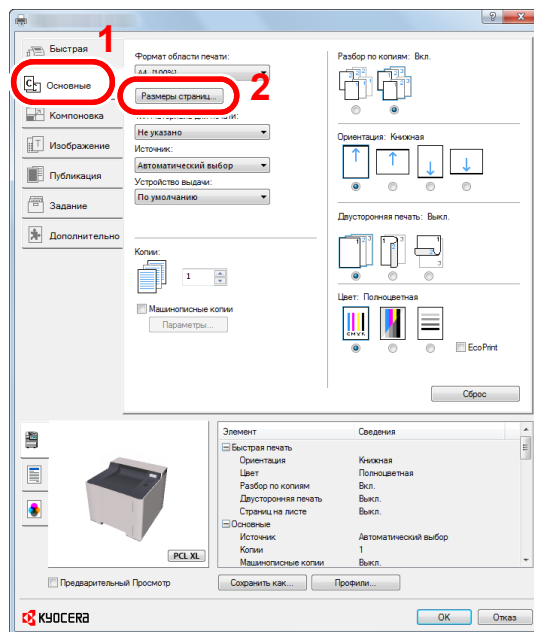 Быстрая
1
Основные
Компоновка
Изображение
Публикация
Задание
Дополнительно
Формат области печати:
A4 [100%]
Размеры страниц...
2
Не указано
Источник:
Автоматический выбор
Устройство выдачи:
По умолчанию
Копии:
1
Машинописные копии
Параметры...
Разбор по копиям: Вкл.
Ориентация: Книжная
Двусторонняя печать: Выкл.
Цвет: Полноцветная
CMYK
EcoPrint
Сброс
PCL XL
Элемент Сведения
Быстрая печать
Ориентация Книжная
Цвет Полноцветная
Разбор по копиям Вкл.
Двусторонняя печать Выкл.
Страниц на листе Выкл.
Основные
Источник Автоматический выбор
Копии 1
Машинописные копии Выкл.
Предварительный Просмотр
Сохранить как...
Профили...
KYOCERA
OK
Отказ